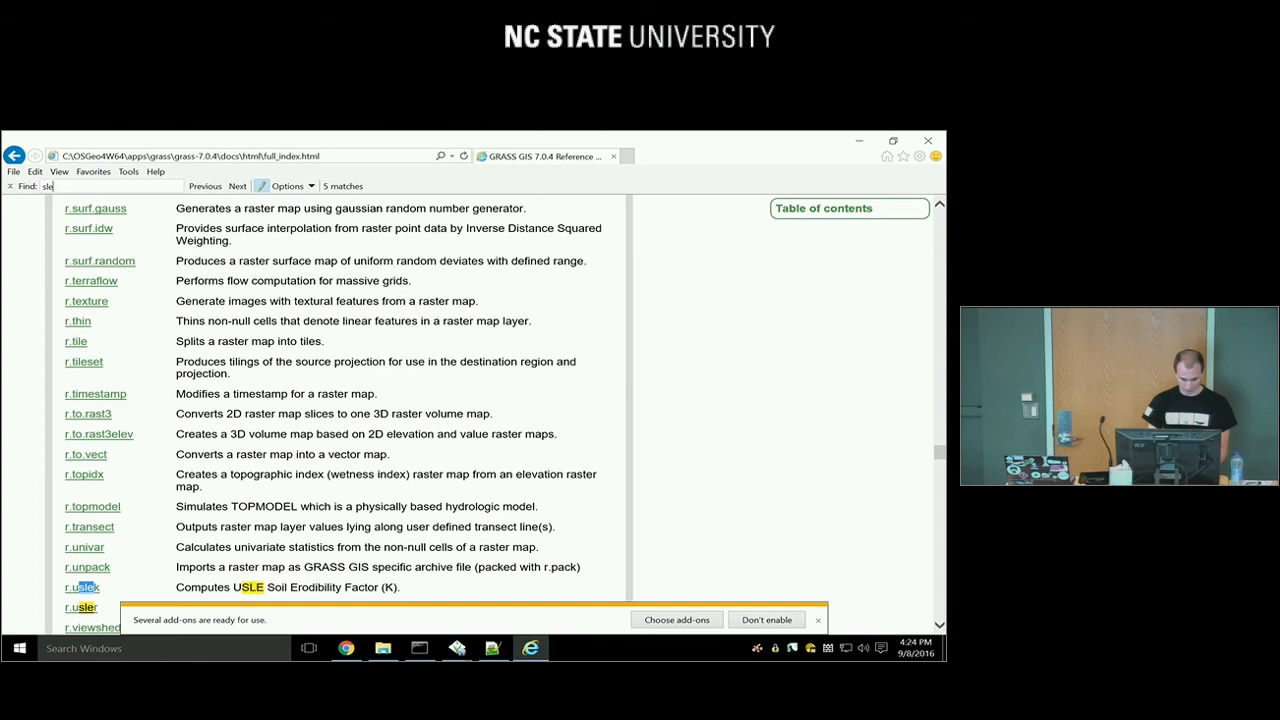 NC STATE UNIVERSITY
C:\OSGeo4W64\apps\grass\grass-7.0.4\docs\html\full_index.html
GRASS GIS 7.0.4 Reference ...
File Edit View Favorites Tools Help
Find: sle Previous Next Options 5 matches
r.surf.gauss Generates a raster map using gaussian random number generator.
Table of contents
r.surf.idw Provides surface interpolation from raster point data by Inverse Distance Squared
Weighting.
r.surf.random Produces a raster surface map of uniform random deviates with defined range.
r.terraflow Performs flow computation for massive grids.
r.texture Generate images with textural features from a raster map.
r.thin Thins non-null cells that denote linear features in a raster map layer.
r.tile Splits a raster map into tiles.
r.tileset Produces tilings of the source projection for use in the destination region and
projection.
r.timestamp Modifies a timestamp for a raster map.
r.to.rast3 Converts 2D raster map slices to one 3D raster volume map.
r.to.rast3elev Creates a 3D volume map based on 2D elevation and value raster maps.
r.to.vect Converts a raster map into a vector map.
r.topidx Creates a topographic index (wetness index) raster map from an elevation raster
map.
r.topmodel Simulates TOPMODEL which is a physically based hydrologic model.
r.transect Outputs raster map layer values lying along user defined transect line(s).
r.univar Calculates univariate statistics from the non-null cells of a raster map.
r.unpack Imports a raster map as GRASS GIS specific archive file (packed with r.pack)
r.uslek Computes USLE Soil Erodibility Factor (K).
r.usler
r.viewshed
Several add-ons are ready for use. Choose add-ons Don't enable
Search Windows
4:24 PM
9/8/2016